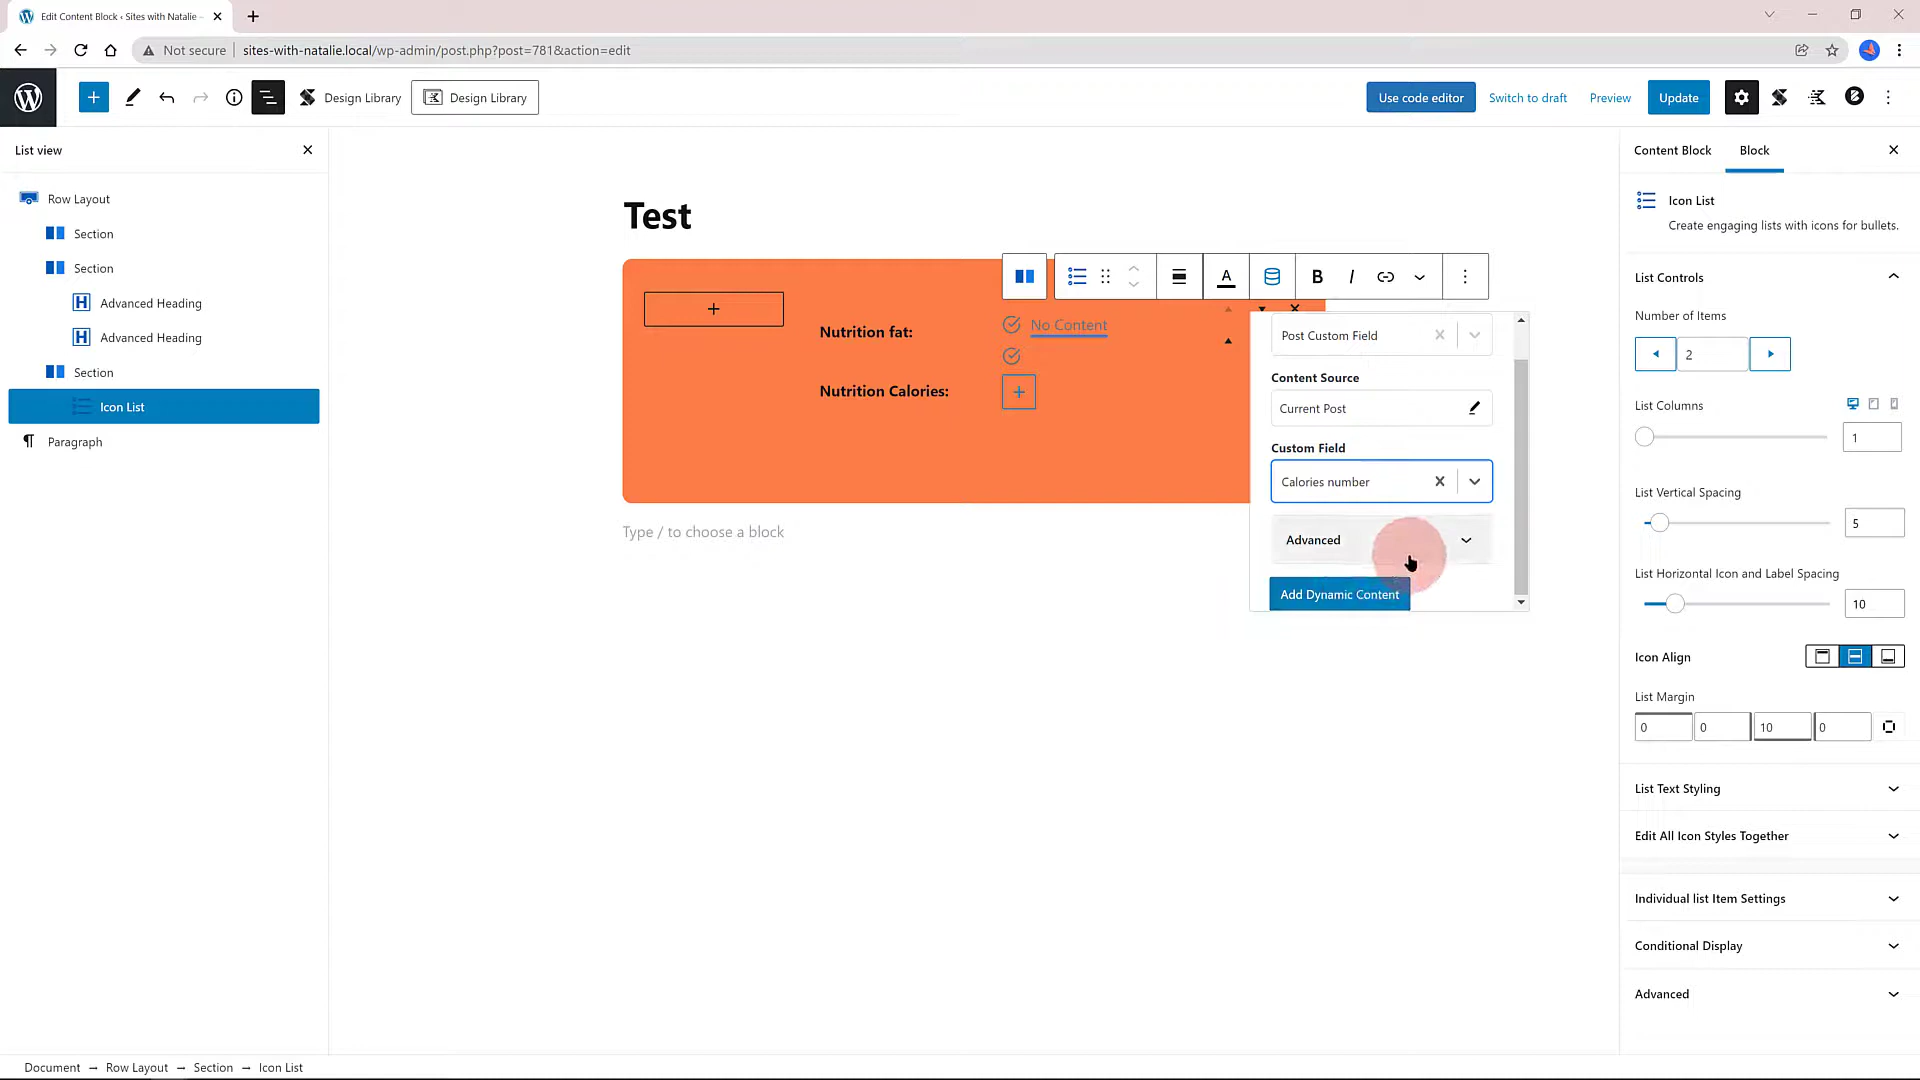 Edit Content Block ‹ Sites with Natalie –
Not secure
sites-with-natalie.local/wp-admin/post.php?post=781&action=edit
Design Library
Design Library
Use code editor
Switch to draft
Preview
Update
List view
Row Layout
Section
Section
Advanced Heading
Advanced Heading
Section
Icon List
Paragraph
Test
Nutrition fat:
No Content
Nutrition Calories:
Type / to choose a block
A
B
I
Post Custom Field
Content Source
Current Post
Custom Field
Calories number
Advanced
Add Dynamic Content
Content Block
Block
Icon List
Create engaging lists with icons for bullets.
List Controls
Number of Items
2
List Columns
1
List Vertical Spacing
5
List Horizontal Icon and Label Spacing
10
Icon Align
List Margin
0
0
10
0
List Text Styling
Edit All Icon Styles Together
Individual list Item Settings
Conditional Display
Advanced
Document → Row Layout → Section → Icon List